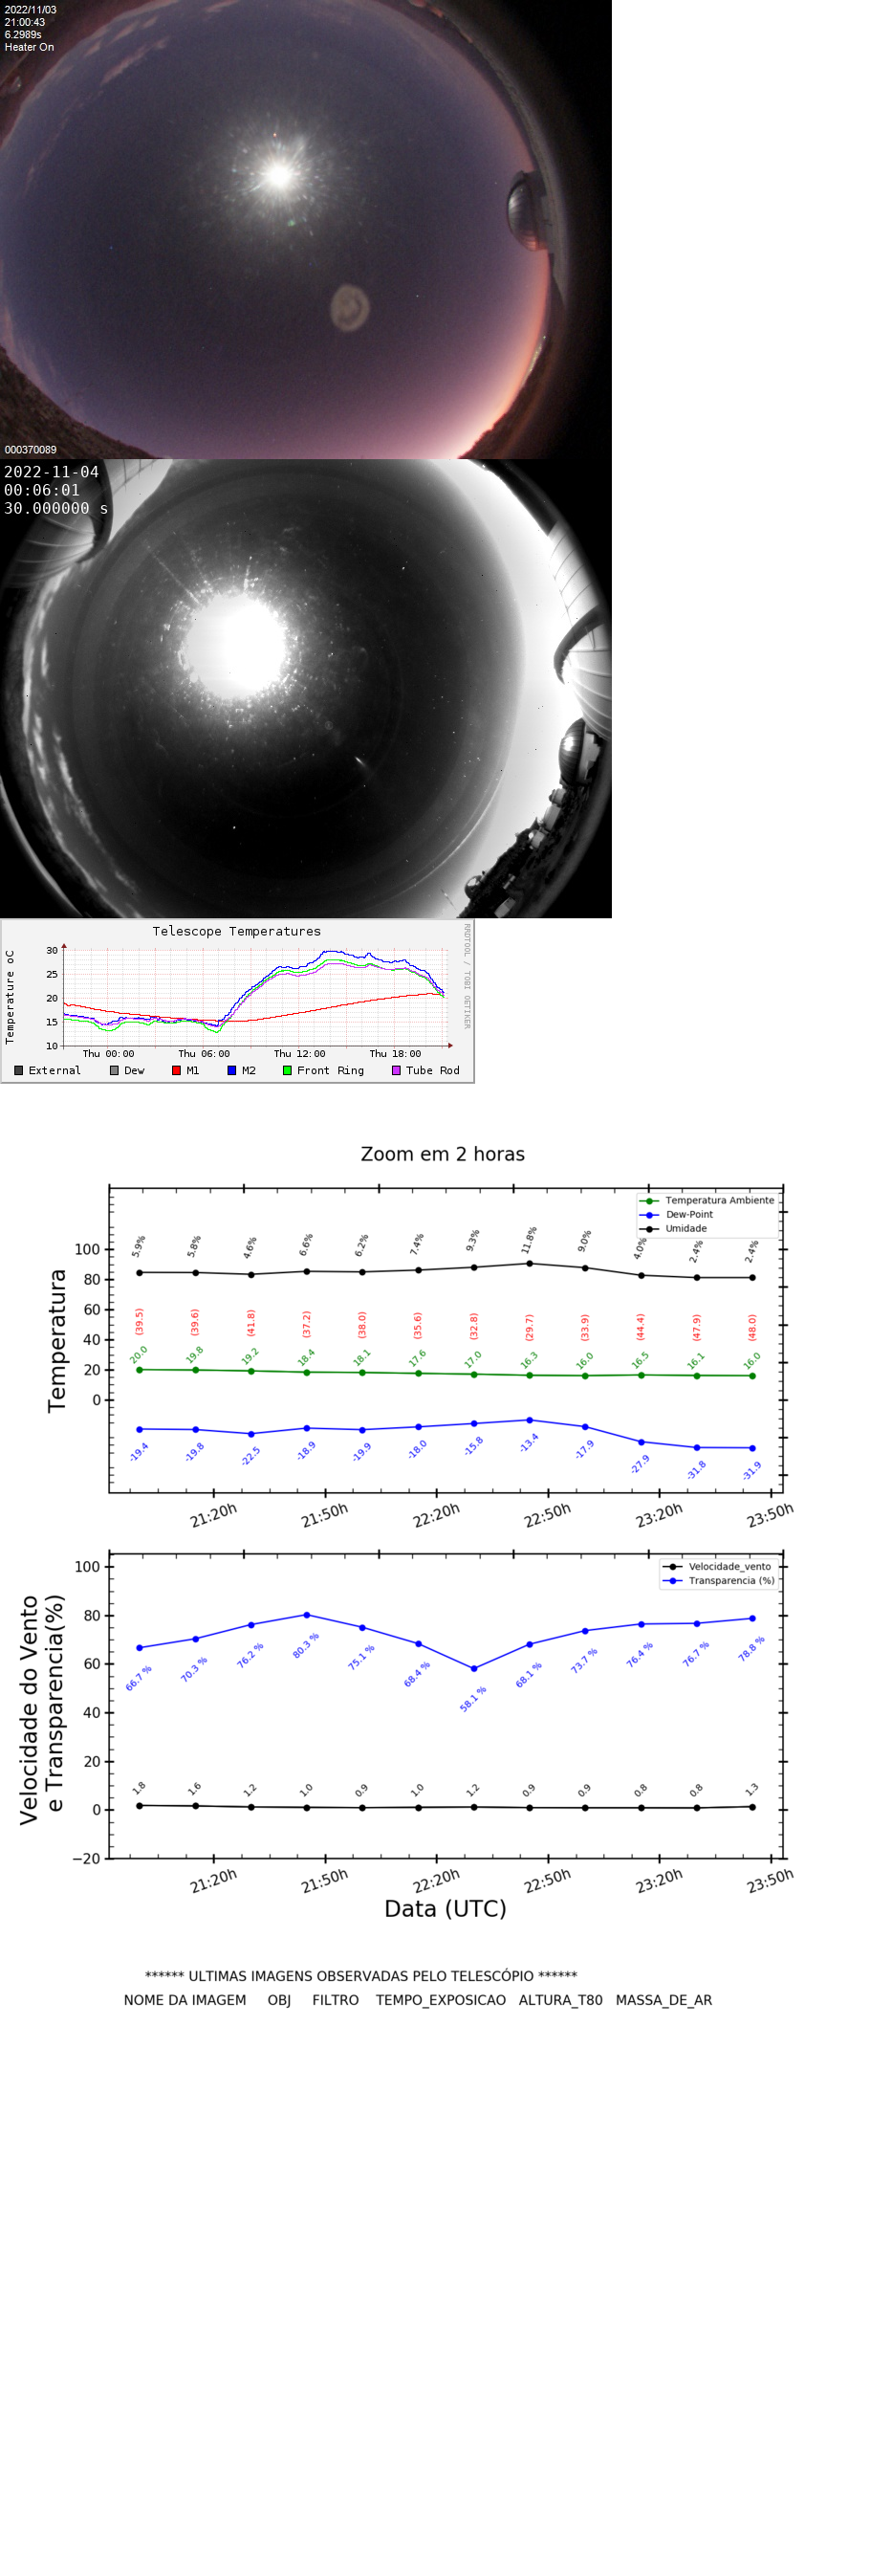 2022/11/03
21:00:43
6.2989s
Heater On
000370089
2022-11-04
00:06:01
30.000000 s
Telescope Temperatures
RRDTOOL / TOBI OETIKER
Temperature oC
30
25
20
15
10
Thu 00:00 Thu 06:00 Thu 12:00 Thu 18:00
External Dew M1 M2 Front Ring Tube Rod
Zoom em 2 horas
Temperatura Ambiente
Dew-Point
Umidade
Temperatura
100
80
60
40
20
0
5.9% 5.8% 4.6% 6.6% 6.2% 7.4% 9.3% 11.8% 9.0% 4.0% 2.4% 2.4%
(39.5) (39.6) (41.8) (37.2) (38.0) (35.6) (32.8) (29.7) (33.9) (44.4) (47.9) (48.0)
20.0 19.8 19.2 18.4 18.1 17.6 17.0 16.3 16.0 16.5 16.1 16.0
-19.4 -19.8 -22.5 -18.9 -19.9 -18.0 -15.8 -13.4 -17.9 -27.9 -31.8 -31.9
21:20h 21:50h 22:20h 22:50h 23:20h 23:50h
Velocidade_vento
Transparencia (%)
Velocidade do Vento
e Transparencia(%)
100
80
60
40
20
0
−20
66.7 % 70.3 % 76.2 % 80.3 % 75.1 % 68.4 % 58.1 % 68.1 % 73.7 % 76.4 % 76.7 % 78.8 %
1.8 1.6 1.2 1.0 0.9 1.0 1.2 0.9 0.9 0.8 0.8 1.3
21:20h 21:50h 22:20h 22:50h 23:20h 23:50h
Data (UTC)
****** ULTIMAS IMAGENS OBSERVADAS PELO TELESCÓPIO ******
NOME DA IMAGEM OBJ FILTRO TEMPO_EXPOSICAO ALTURA_T80 MASSA_DE_AR